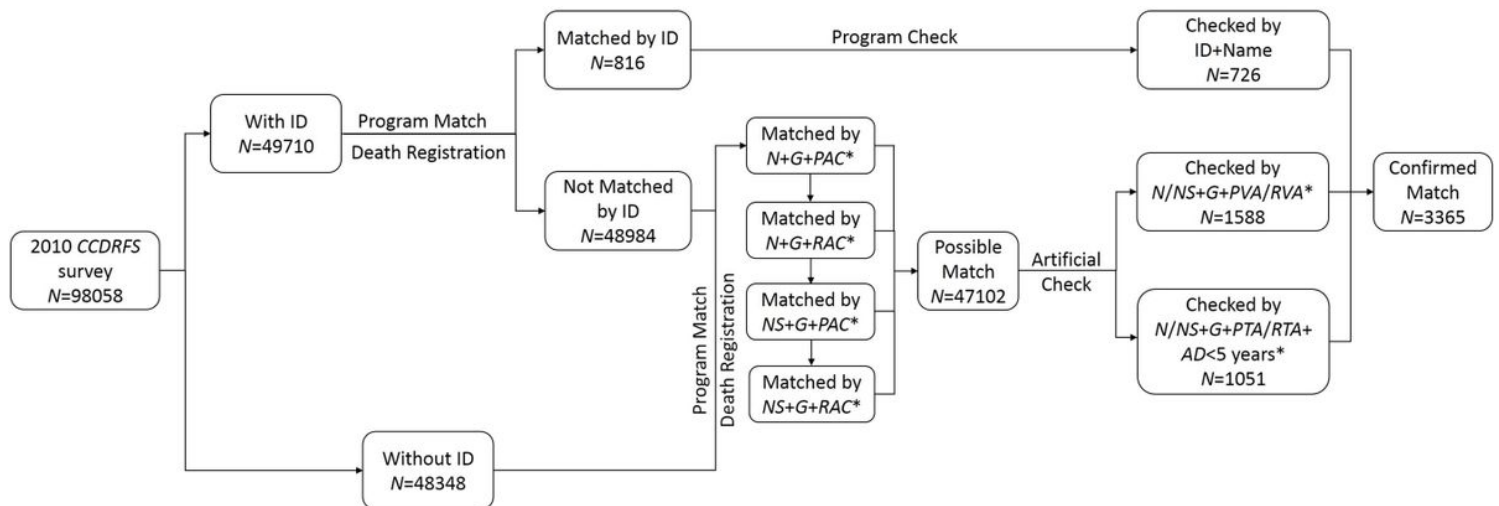 2010 CCDRFS
survey
N=98058
With ID
N=49710
Program Match
Death Registration
Matched by ID
N=816
Not Matched
by ID
N=48984
Without ID
N=48348
Program Match
Death Registration
Matched by
N+G+PAC*
Matched by
N+G+RAC*
Matched by
NS+G+PAC*
Matched by
NS+G+RAC*
Possible
Match
N=47102
Program Check
Artificial
Check
Checked by
ID+Name
N=726
Checked by
N/NS+G+PVA/RVA*
N=1588
Checked by
N/NS+G+PTA/RTA+
AD<5 years*
N=1051
Confirmed
Match
N=3365